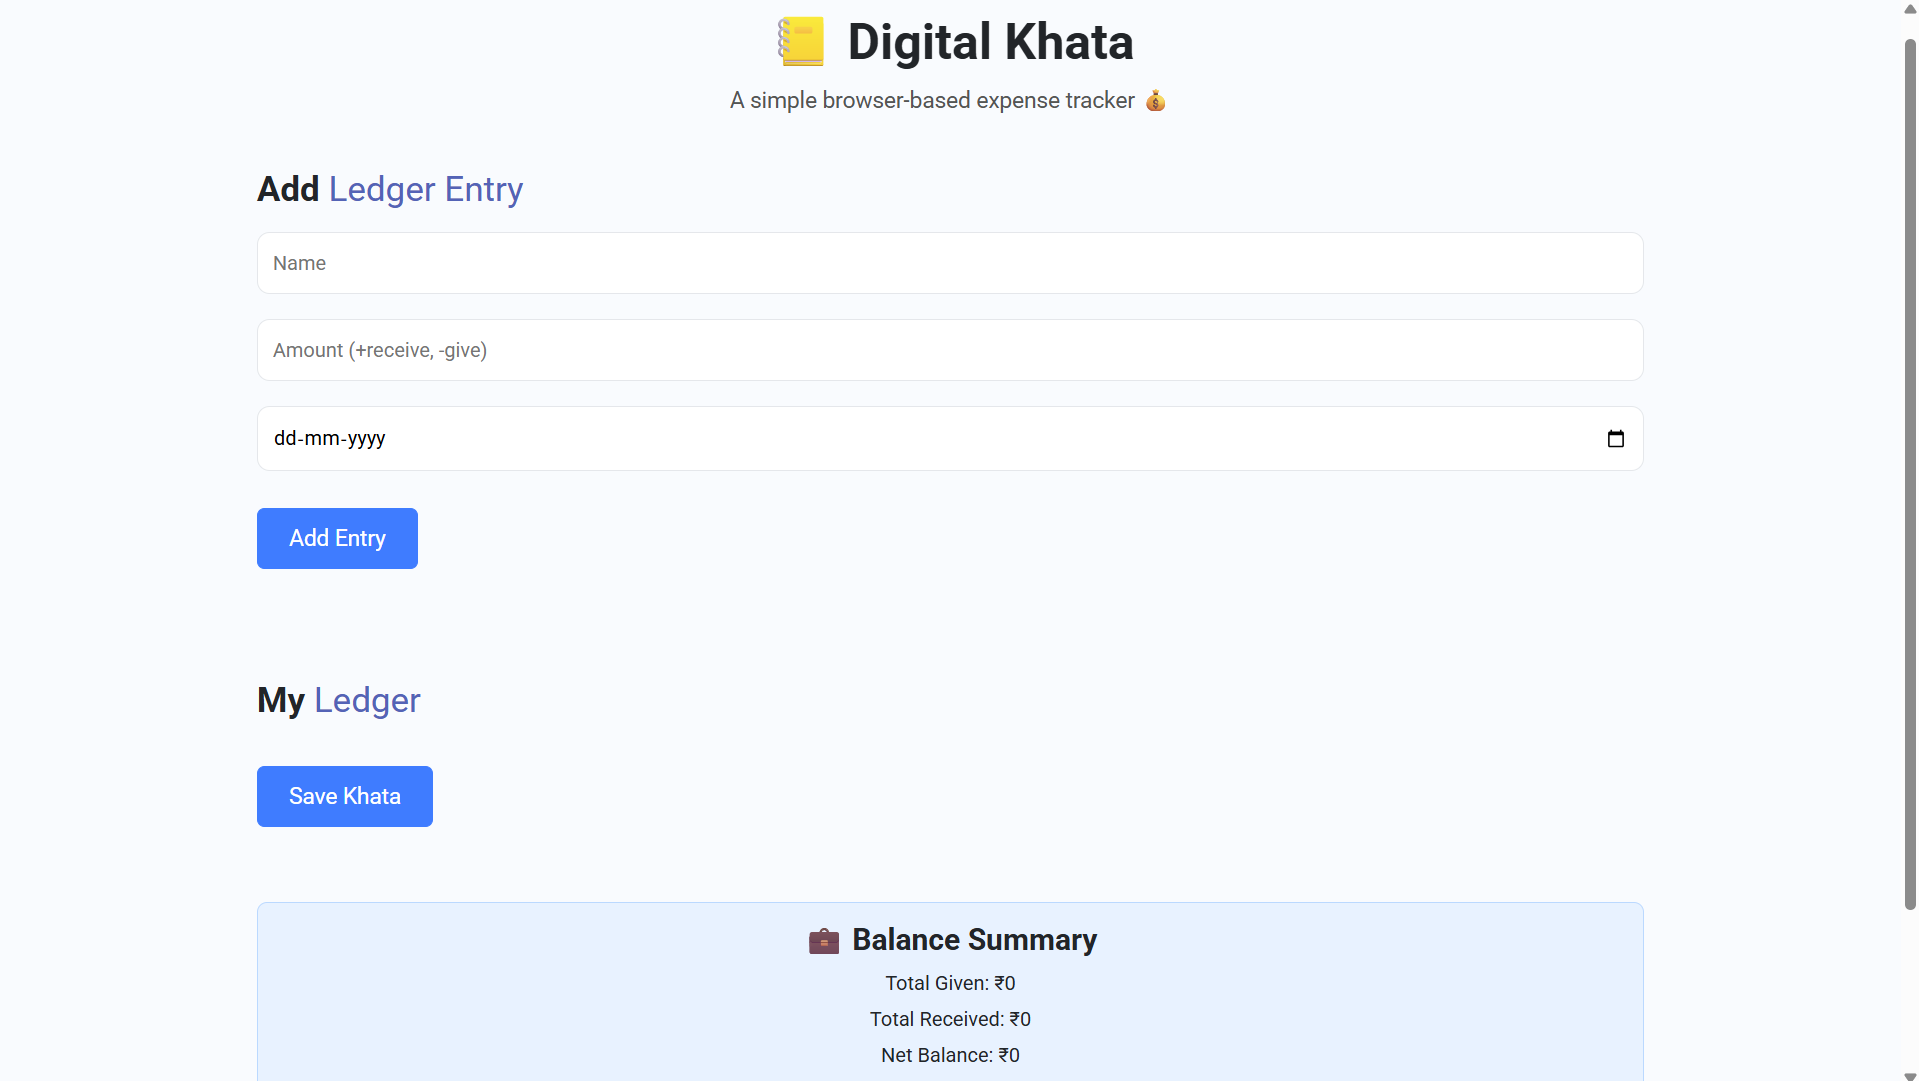 📒 Digital Khata
A simple browser-based expense tracker 💰
Add Ledger Entry
Name
Amount (+receive, -give)
dd-mm-yyyy
Add Entry
My Ledger
Save Khata
💼 Balance Summary
Total Given: ₹0
Total Received: ₹0
Net Balance: ₹0